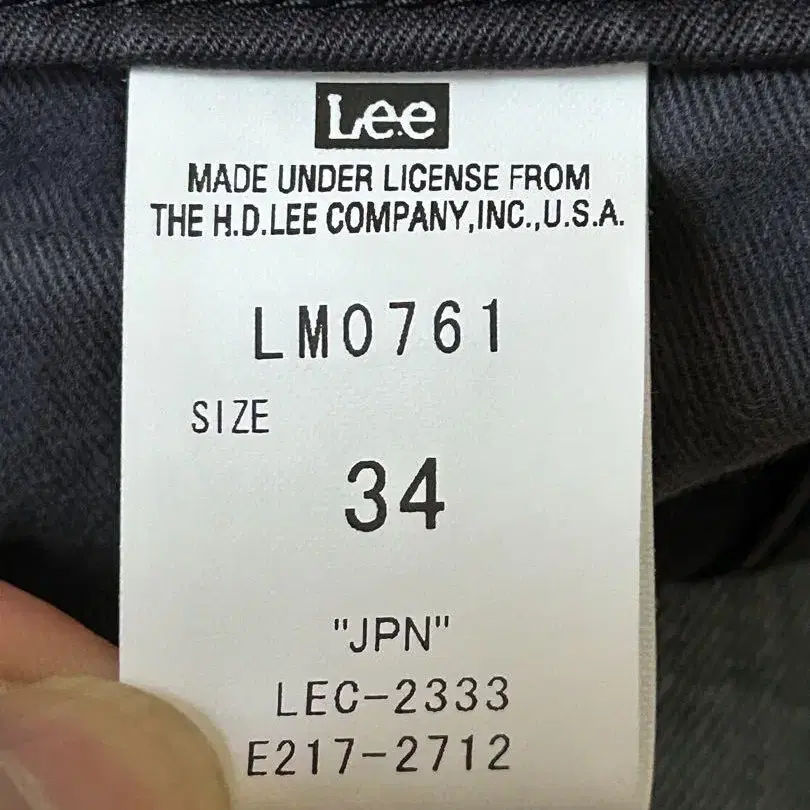 Lee
MADE UNDER LICENSE FROM
THE H.D.LEE COMPANY,INC.,U.S.A.
LM0761
SIZE
34
"JPN"
LEC-2333
E217-2712